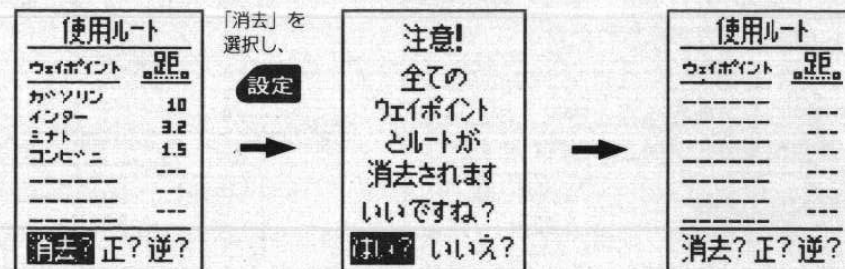 使用ルート
ウェイポイント 距.
ガソリン 10
インター 3.2
ミナト 1.5
コンビニ ---
------- ---
------- ---
消去? 正? 逆?
「消去」を
選択し、
設定
注意!
全ての
ウェイポイント
とルートが
消去されます
いいですね?
はい? いいえ?
使用ルート
ウェイポイント 距.
------- ---
------- ---
------- ---
------- ---
------- ---
------- ---
消去? 正? 逆?